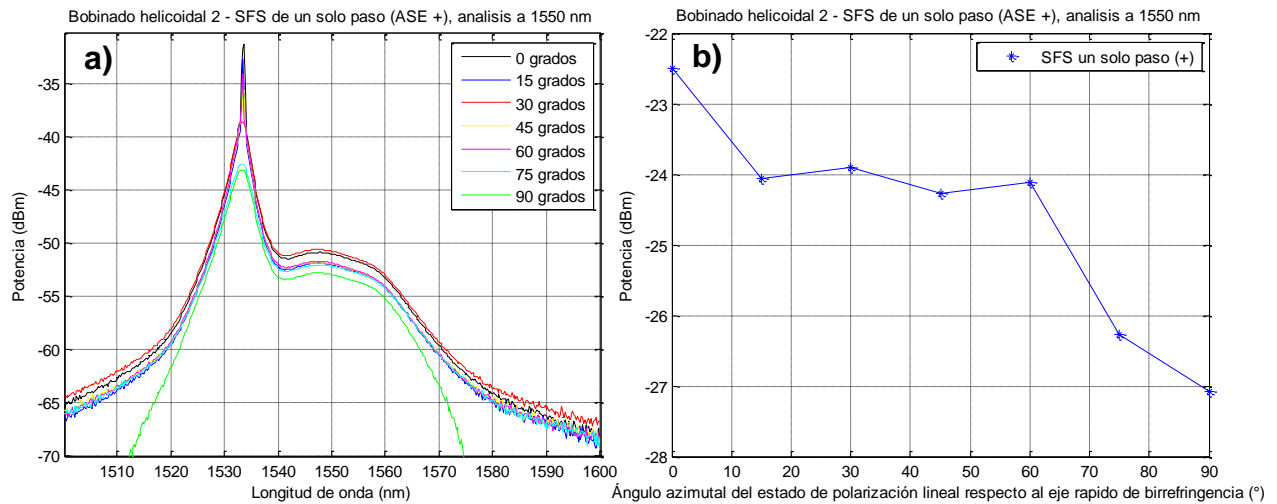 Bobinado helicoidal 2 - SFS de un solo paso (ASE +), analisis a 1550 nm
a)
0 grados
15 grados
30 grados
45 grados
60 grados
75 grados
90 grados
Potencia (dBm)
-35
-40
-45
-50
-55
-60
-65
-70
1510 1520 1530 1540 1550 1560 1570 1580 1590 1600
Longitud de onda (nm)
Bobinado helicoidal 2 - SFS de un solo paso (ASE +), analisis a 1550 nm
b)
SFS un solo paso (+)
Potencia (dBm)
-22
-23
-24
-25
-26
-27
-28
0 10 20 30 40 50 60 70 80 90
Ángulo azimutal del estado de polarización lineal respecto al eje rapido de birrefringencia (°)